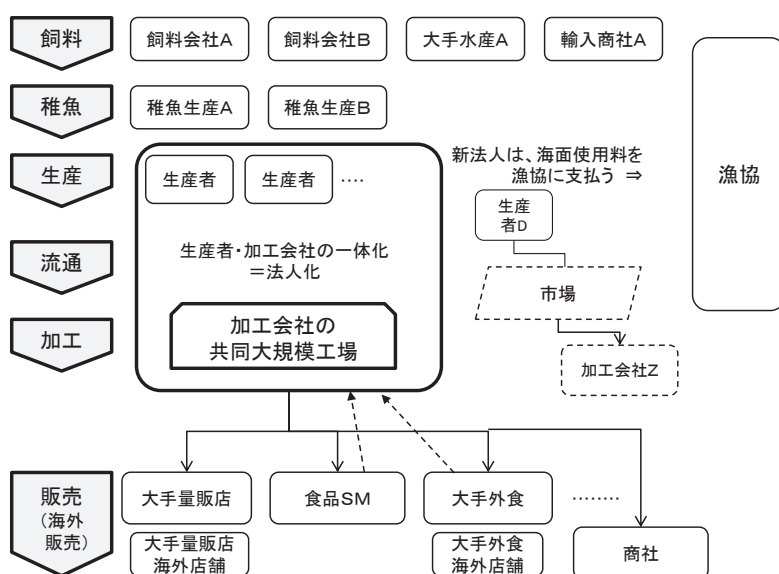 飼料
飼料会社A
飼料会社B
大手水産A
輸入商社A
稚魚
稚魚生産A
稚魚生産B
生産
生産者
生産者
‥‥
新法人は、海面使用料を
漁協に支払う ⇒
漁協
生産
者D
流通
生産者・加工会社の一体化
＝法人化
市場
加工
加工会社の
共同大規模工場
加工会社Z
販売
(海外
販売)
大手量販店
食品SM
大手外食
‥‥‥‥
大手量販店
海外店舗
大手外食
海外店舗
商社